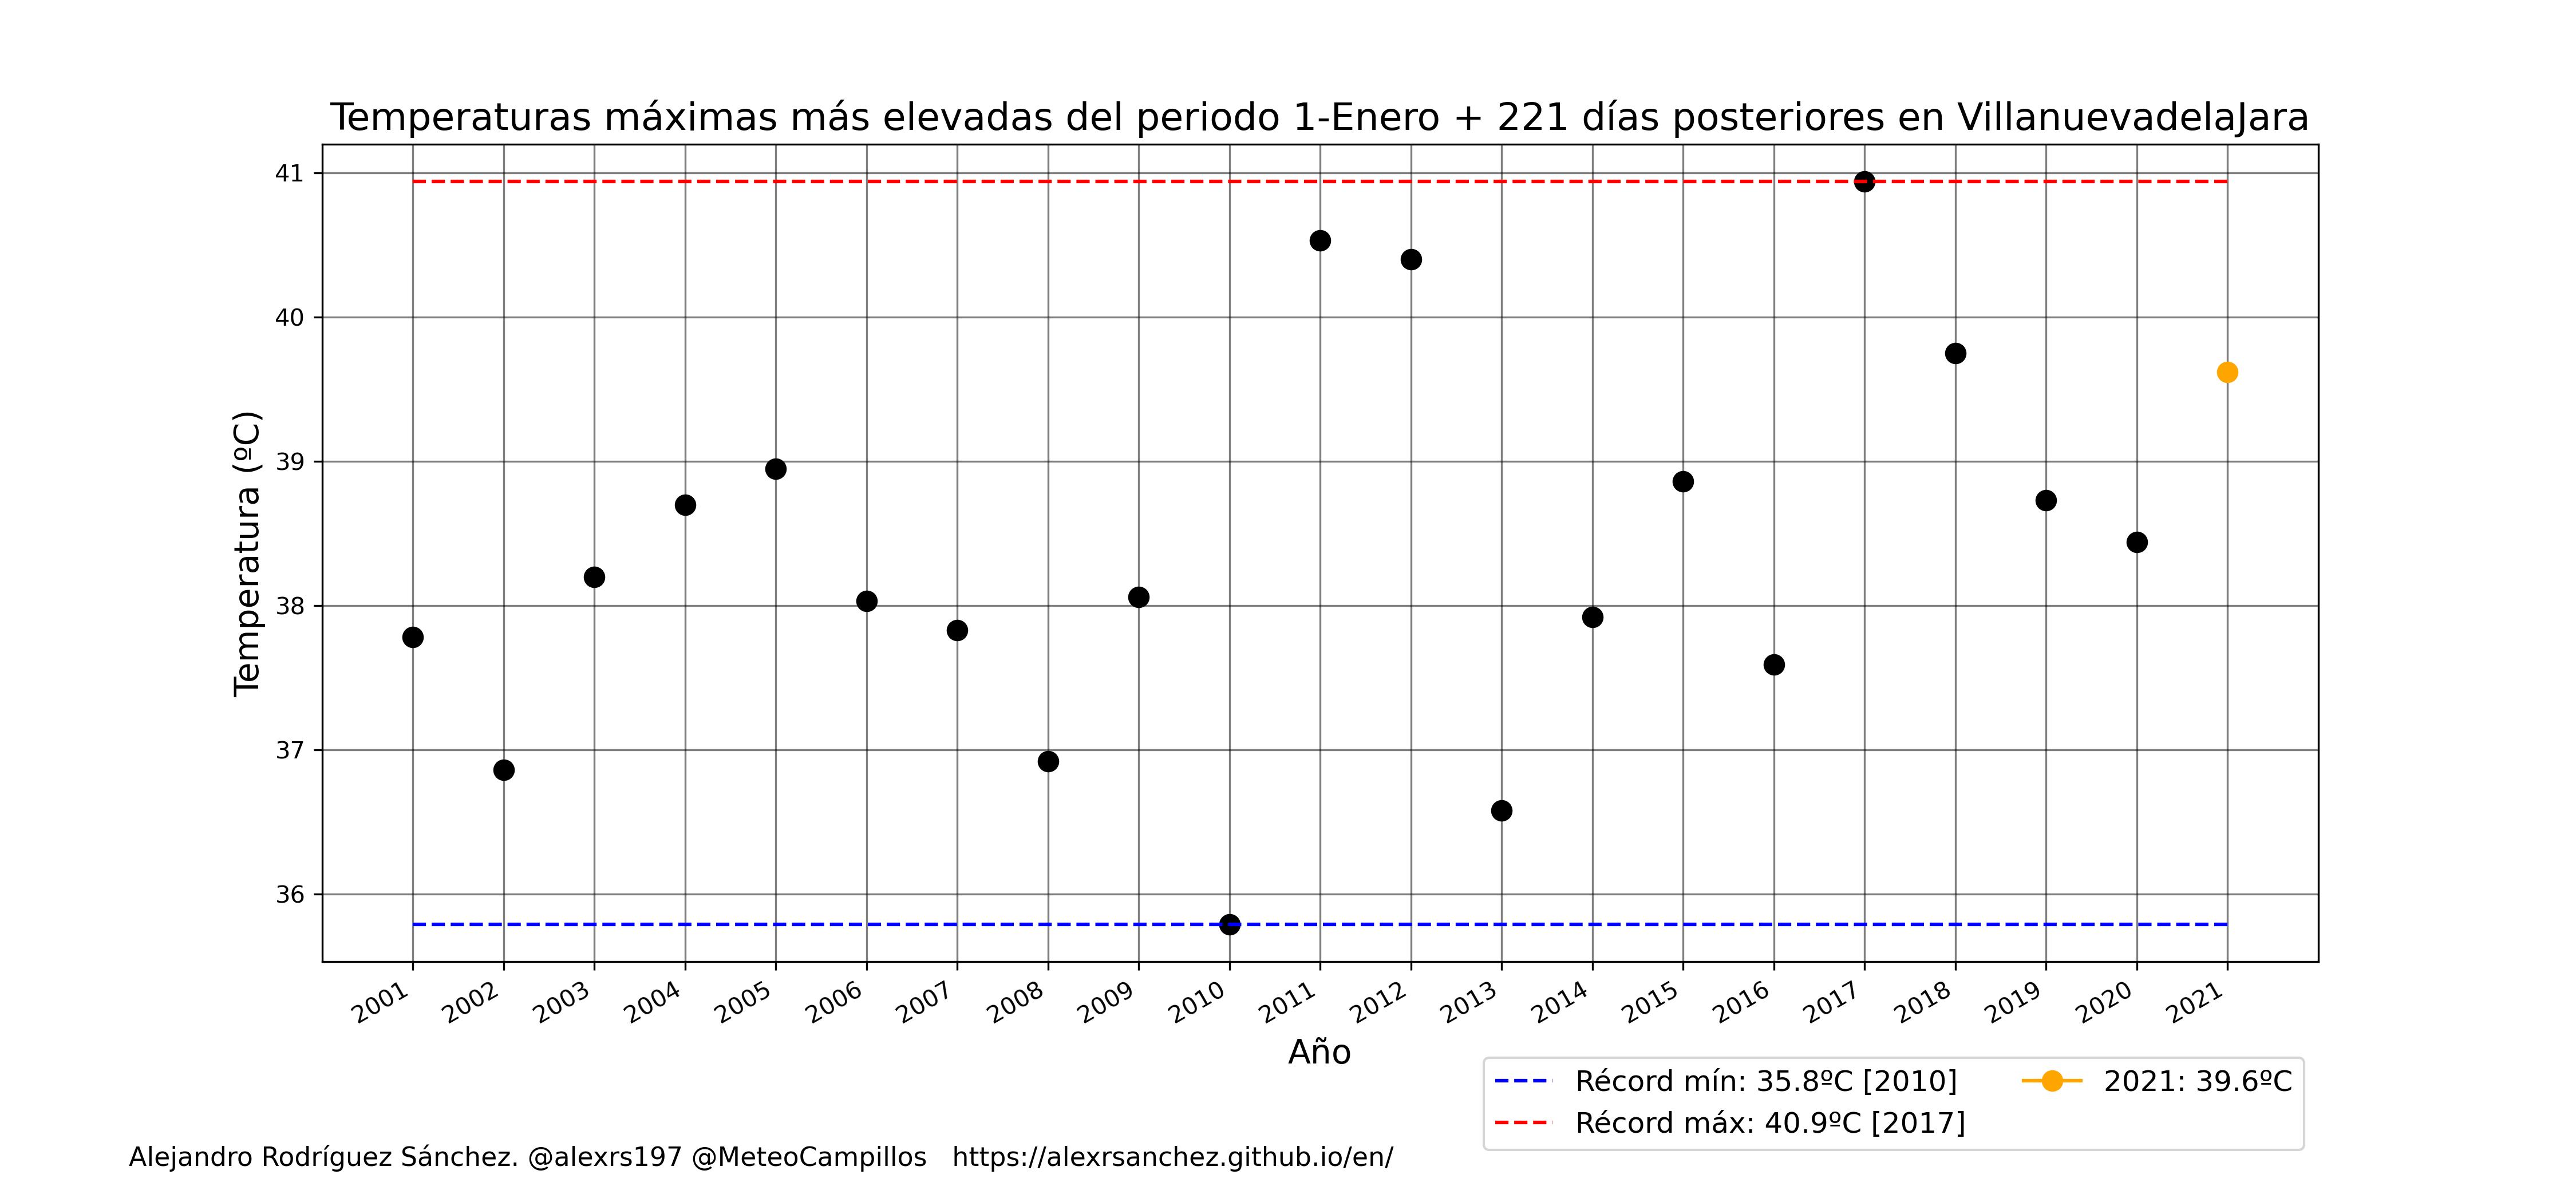 Temperaturas máximas más elevadas del periodo 1-Enero + 221 días posteriores en VillanuevadelaJara
41
40
39
38
37
36
Temperatura (ºC)
2001 2002 2003 2004 2005 2006 2007 2008 2009 2010 2011 2012 2013 2014 2015 2016 2017 2018 2019 2020 2021
Año
Récord mín: 35.8ºC [2010]
Récord máx: 40.9ºC [2017]
2021: 39.6ºC
Alejandro Rodríguez Sánchez. @alexrs197 @MeteoCampillos https://alexrsanchez.github.io/en/